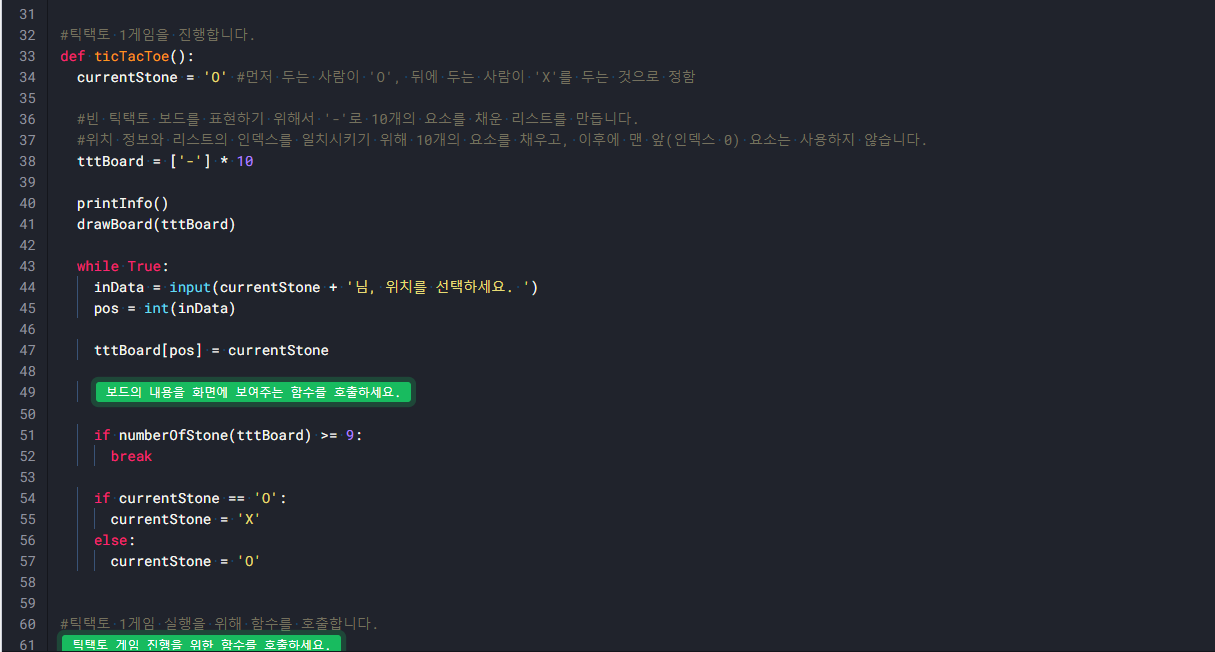 31
32 #틱택토 1게임을 진행합니다.
33 def ticTacToe():
34 currentStone = 'O' #먼저 두는 사람이 'O', 뒤에 두는 사람이 'X'를 두는 것으로 정함
35
36 #빈 틱택토 보드를 표현하기 위해서 '-'로 10개의 요소를 채운 리스트를 만듭니다.
37 #위치 정보와 리스트의 인덱스를 일치시키기 위해 10개의 요소를 채우고, 이후에 맨 앞(인덱스 0) 요소는 사용하지 않습니다.
38 tttBoard = ['-'] * 10
39
40 printInfo()
41 drawBoard(tttBoard)
42
43 while True:
44 inData = input(currentStone + '님, 위치를 선택하세요. ')
45 pos = int(inData)
46
47 tttBoard[pos] = currentStone
48
49 보드의 내용을 화면에 보여주는 함수를 호출하세요.
50
51 if numberOfStone(tttBoard) >= 9:
52 break
53
54 if currentStone == 'O':
55 currentStone = 'X'
56 else:
57 currentStone = 'O'
58
59
60 #틱택토 1게임 실행을 위해 함수를 호출합니다.
61 틱택토 게임 진행을 위한 함수를 호출하세요.